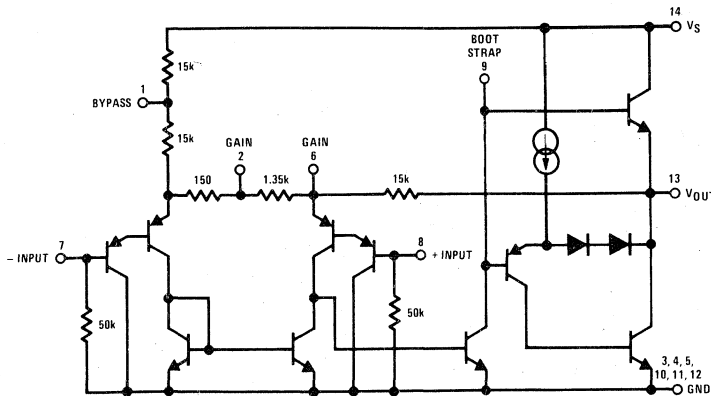 14
VS
BOOT
STRAP
9
15k
1
BYPASS
15k
GAIN
2
GAIN
6
150
1.35k
15k
13
VOUT
7
– INPUT
8
+ INPUT
50k
50k
3, 4, 5,
10, 11, 12
GND